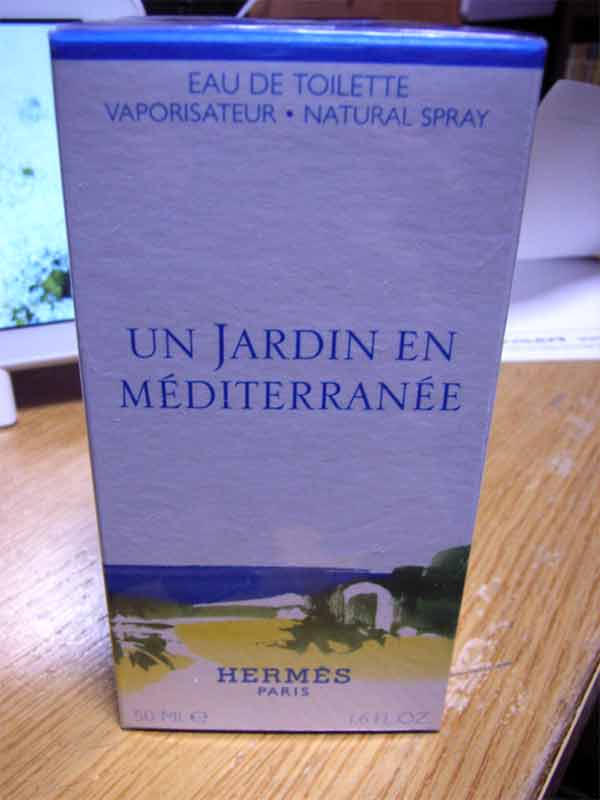 EAU DE TOILETTE
VAPORISATEUR • NATURAL SPRAY
UN JARDIN EN
MÉDITERRANÉE
HERMÈS
PARIS
50 ML e 1.6 FL.OZ.